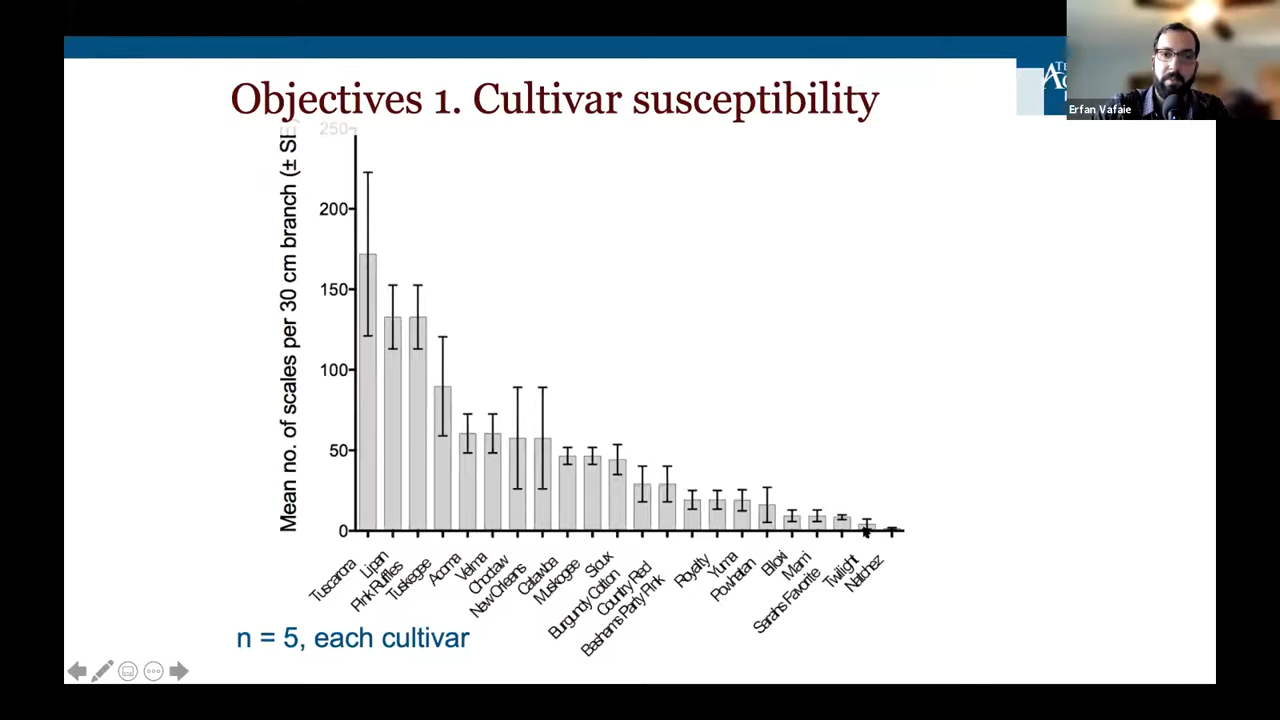 Objectives 1. Cultivar susceptibility
Erfan Vafaie
Mean no. of scales per 30 cm branch (± SE)
250
200
150
100
50
0
Tuscarora
Lipan
Pink Ruffles
Tuskegee
Acoma
Velma
Choctaw
New Orleans
Catawba
Muskogee
Sioux
Burgundy Cotton
Country Red
Bashams Party Pink
Royalty
Yuma
Powhatan
Biloxi
Miami
Sarahs Favorite
Twilight
Natchez
n = 5, each cultivar